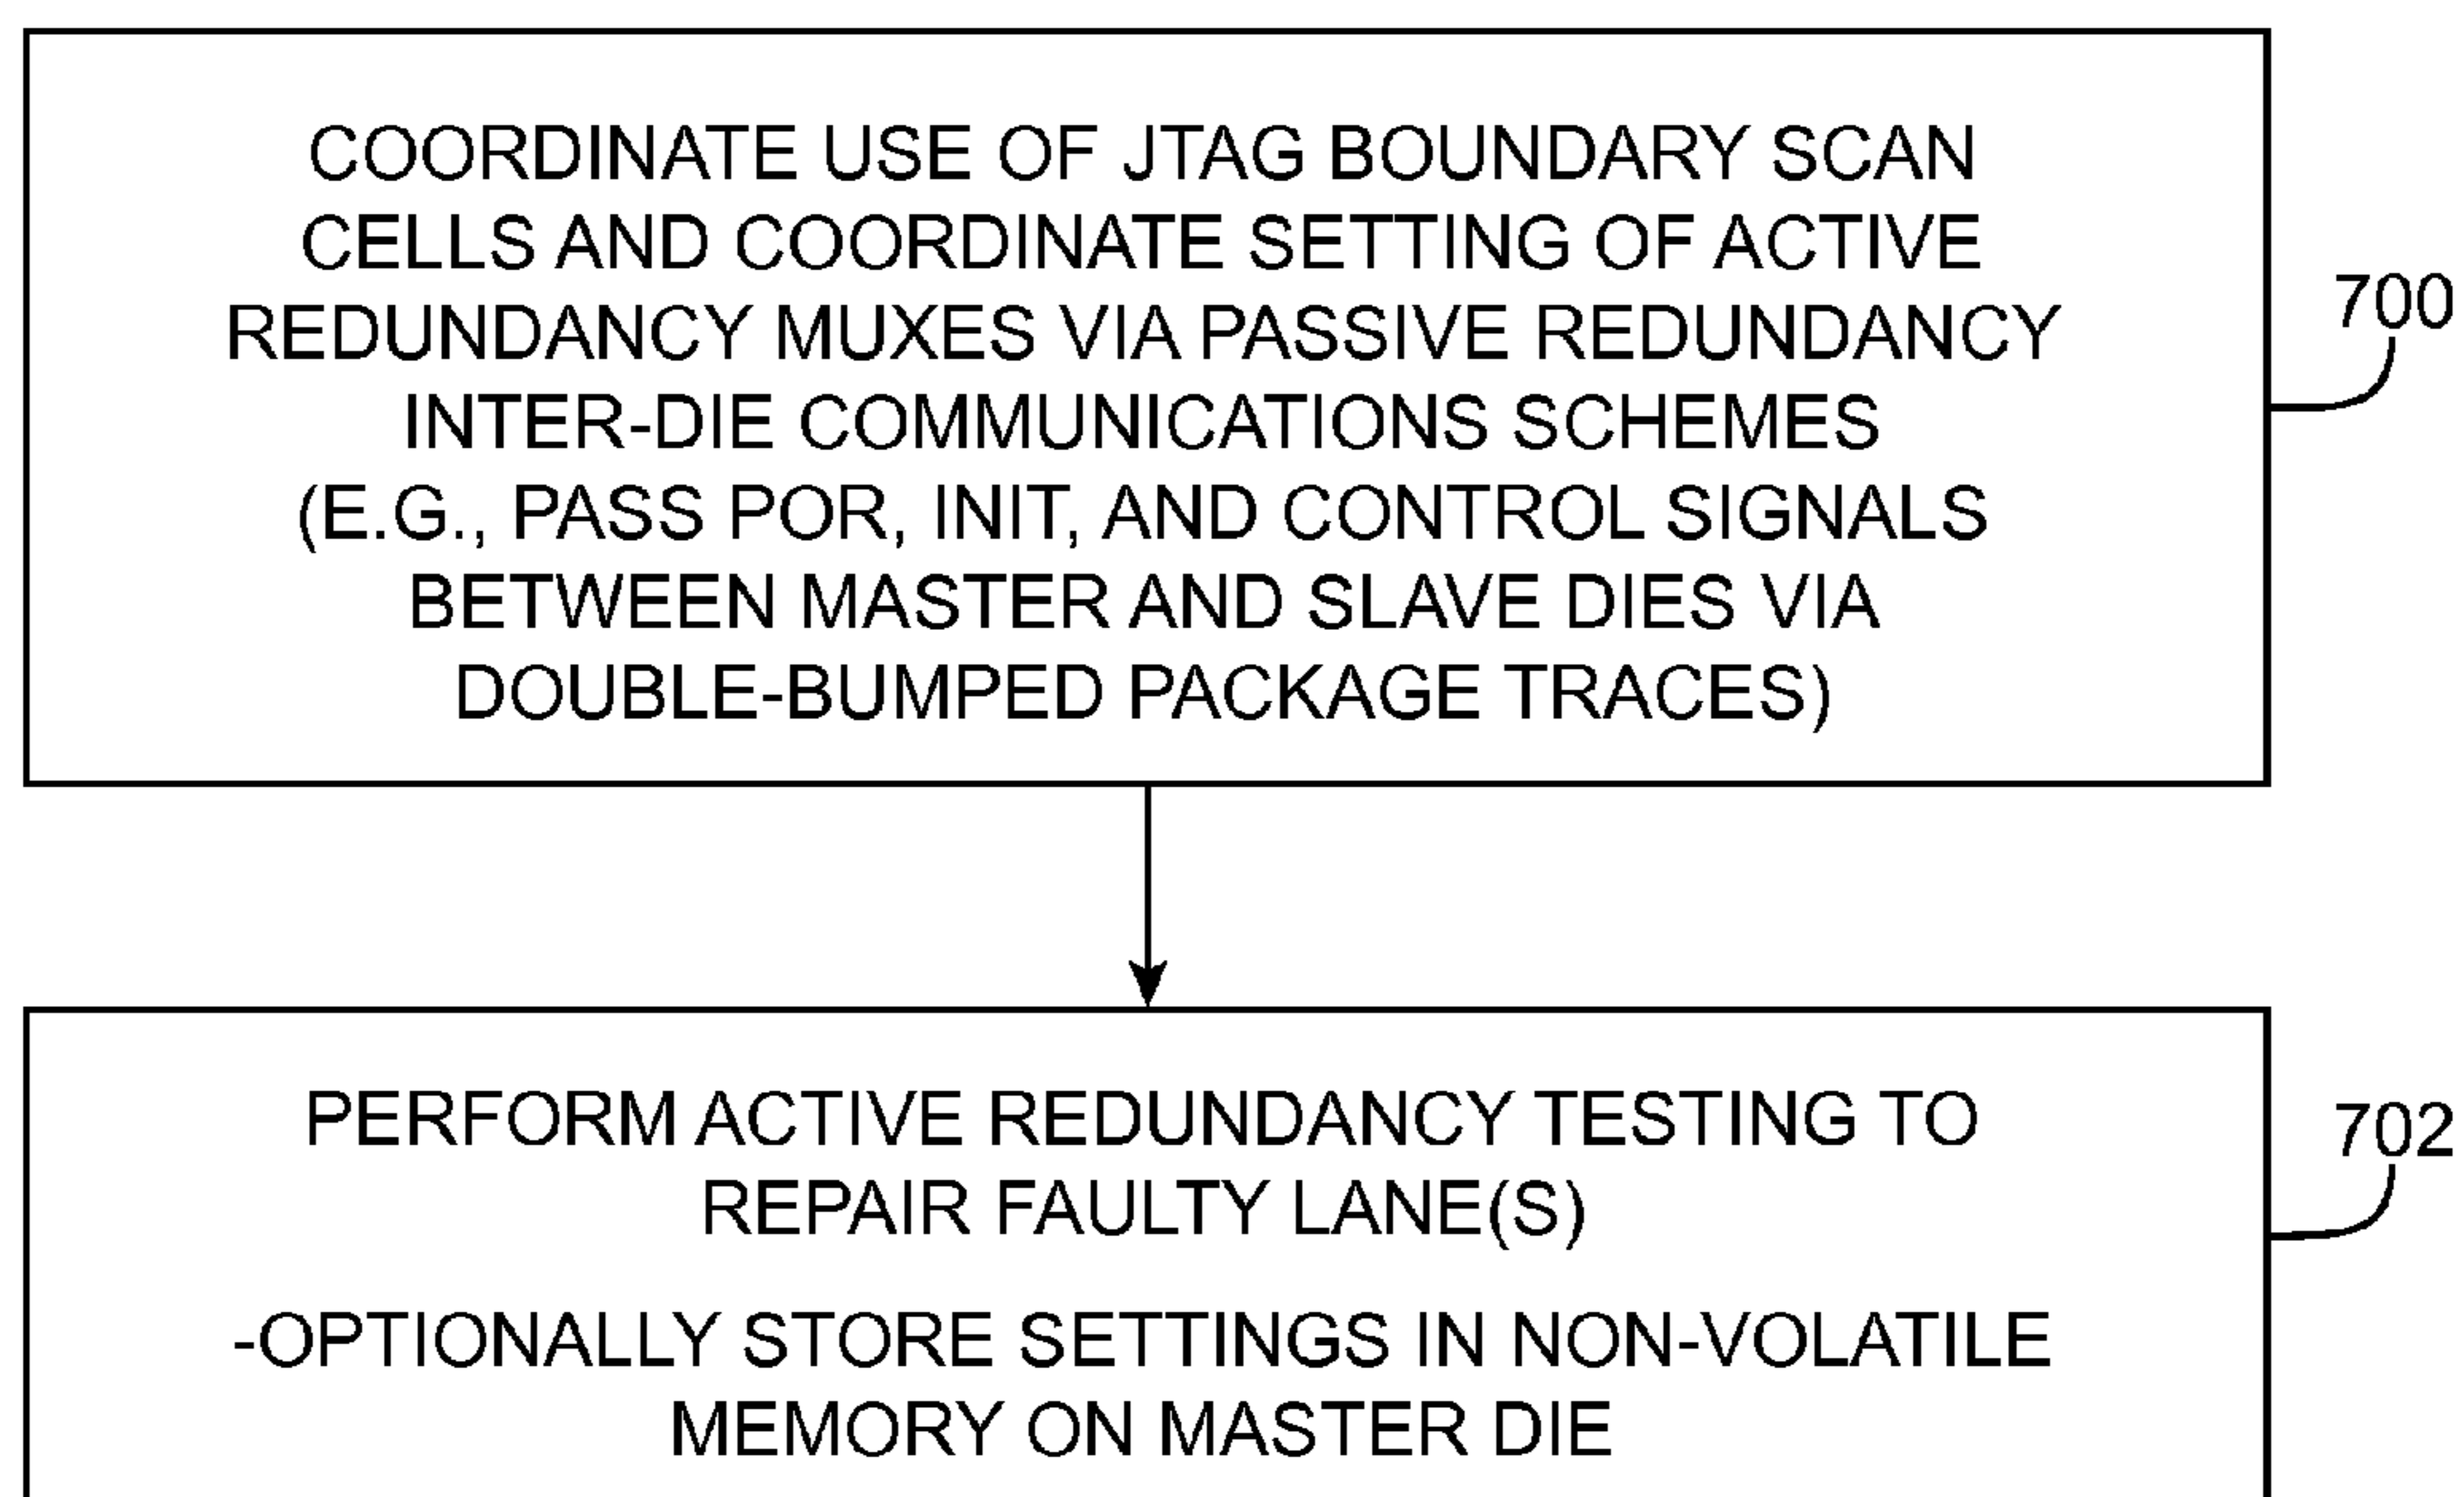 COORDINATE USE OF JTAG BOUNDARY SCAN
CELLS AND COORDINATE SETTING OF ACTIVE
REDUNDANCY MUXES VIA PASSIVE REDUNDANCY
INTER-DIE COMMUNICATIONS SCHEMES
(E.G., PASS POR, INIT, AND CONTROL SIGNALS
BETWEEN MASTER AND SLAVE DIES VIA
DOUBLE-BUMPED PACKAGE TRACES)
700
PERFORM ACTIVE REDUNDANCY TESTING TO
REPAIR FAULTY LANE(S)
-OPTIONALLY STORE SETTINGS IN NON-VOLATILE
MEMORY ON MASTER DIE
702